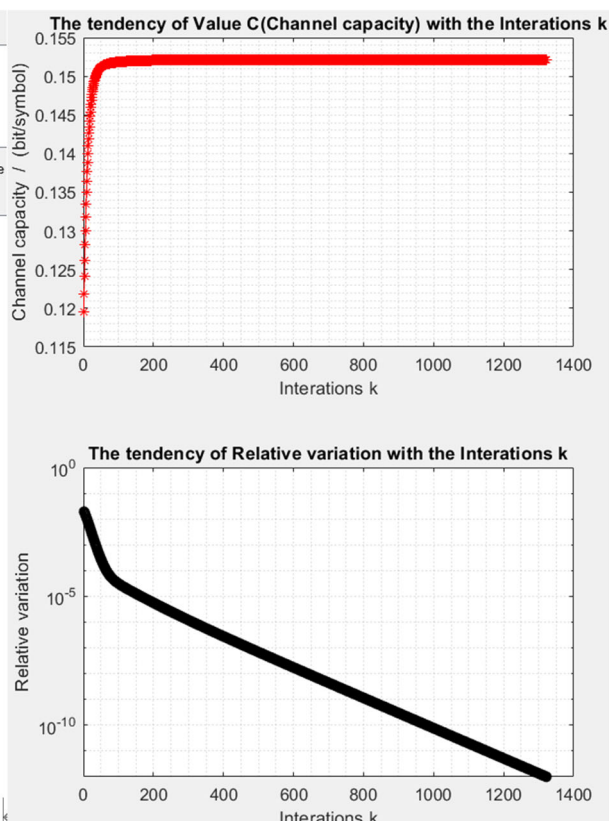 The tendency of Value C(Channel capacity) with the Interations k
0.155
0.15
0.145
0.14
0.135
0.13
0.125
0.12
0.115
Channel capacity / (bit/symbol)
0 200 400 600 800 1000 1200 1400
Interations k
The tendency of Relative variation with the Interations k
10^0
10^-5
10^-10
Relative variation
0 200 400 600 800 1000 1200 1400
Interations k